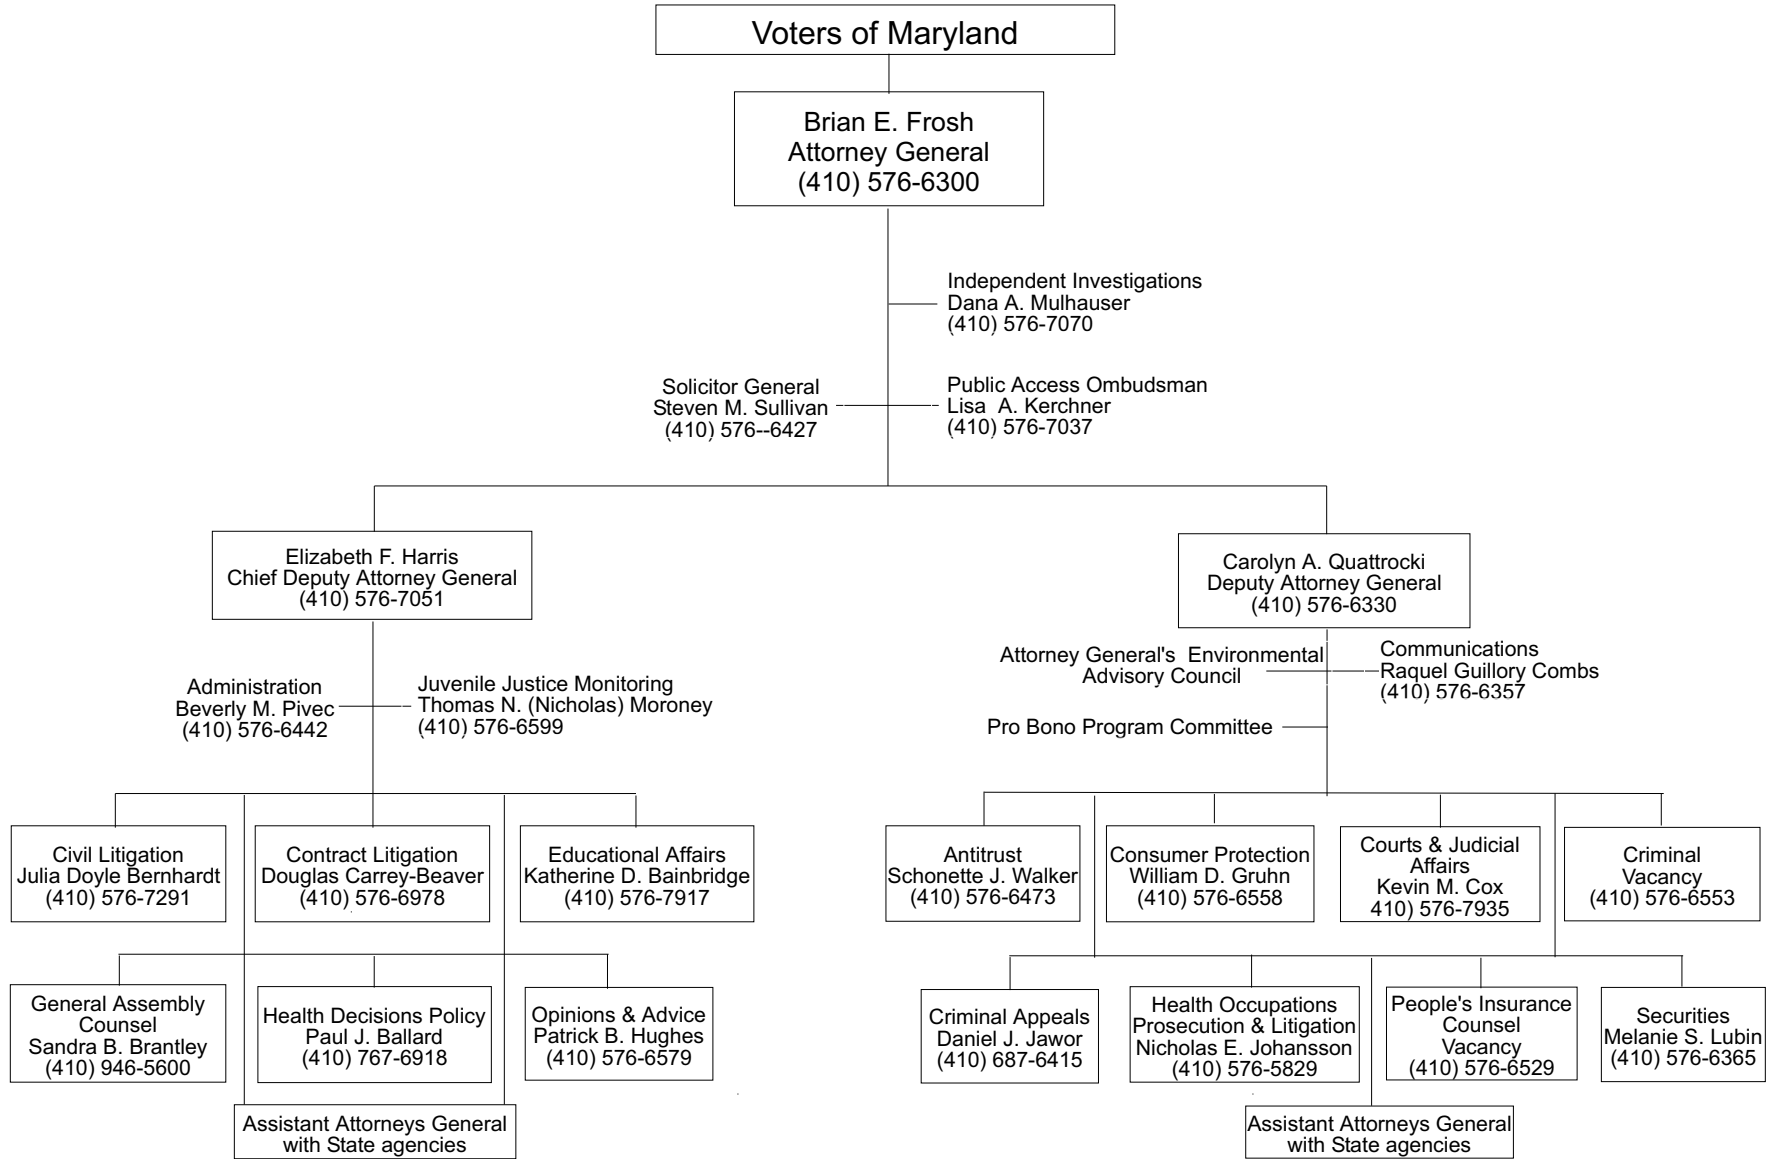 Voters of Maryland
Brian E. Frosh
Attorney General
(410) 576-6300
Independent Investigations
Dana A. Mulhauser
(410) 576-7070
Solicitor General
Steven M. Sullivan
(410) 576--6427
Public Access Ombudsman
Lisa  A. Kerchner
(410) 576-7037
Elizabeth F. Harris
Chief Deputy Attorney General
(410) 576-7051
Carolyn A. Quattrocki
Deputy Attorney General
(410) 576-6330
Administration
Beverly M. Pivec
(410) 576-6442
Juvenile Justice Monitoring
Thomas N. (Nicholas) Moroney
(410) 576-6599
Attorney General's  Environmental
Advisory Council
Communications
Raquel Guillory Combs
(410) 576-6357
Pro Bono Program Committee
Civil Litigation
Julia Doyle Bernhardt
(410) 576-7291
Contract Litigation
Douglas Carrey-Beaver
(410) 576-6978
Educational Affairs
Katherine D. Bainbridge
(410) 576-7917
Antitrust
Schonette J. Walker
(410) 576-6473
Consumer Protection
William D. Gruhn
(410) 576-6558
Courts & Judicial
Affairs
Kevin M. Cox
410) 576-7935
Criminal
Vacancy
(410) 576-6553
General Assembly
Counsel
Sandra B. Brantley
(410) 946-5600
Health Decisions Policy
Paul J. Ballard
(410) 767-6918
Opinions & Advice
Patrick B. Hughes
(410) 576-6579
Criminal Appeals
Daniel J. Jawor
(410) 687-6415
Health Occupations
Prosecution & Litigation
Nicholas E. Johansson
(410) 576-5829
People's Insurance
Counsel
Vacancy
(410) 576-6529
Securities
Melanie S. Lubin
(410) 576-6365
Assistant Attorneys General
with State agencies
Assistant Attorneys General
with State agencies